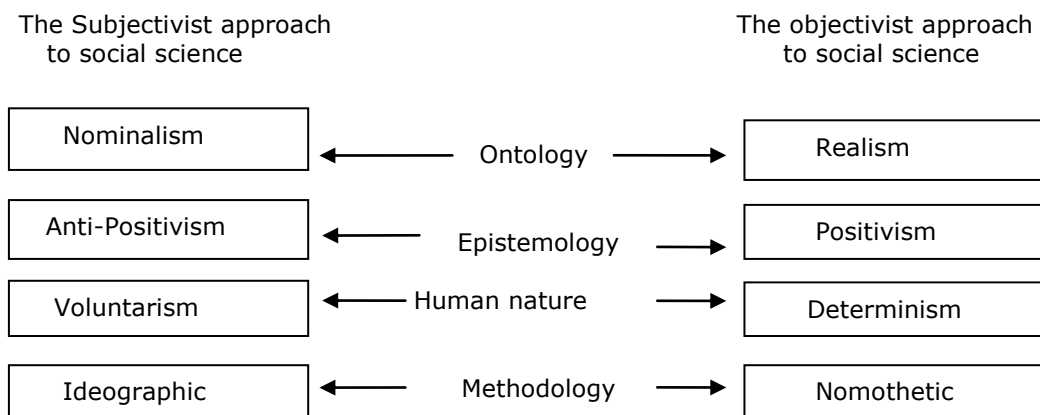 The Subjectivist approach
to social science
The objectivist approach
to social science
Nominalism
Ontology
Realism
Anti-Positivism
Epistemology
Positivism
Voluntarism
Human nature
Determinism
Ideographic
Methodology
Nomothetic